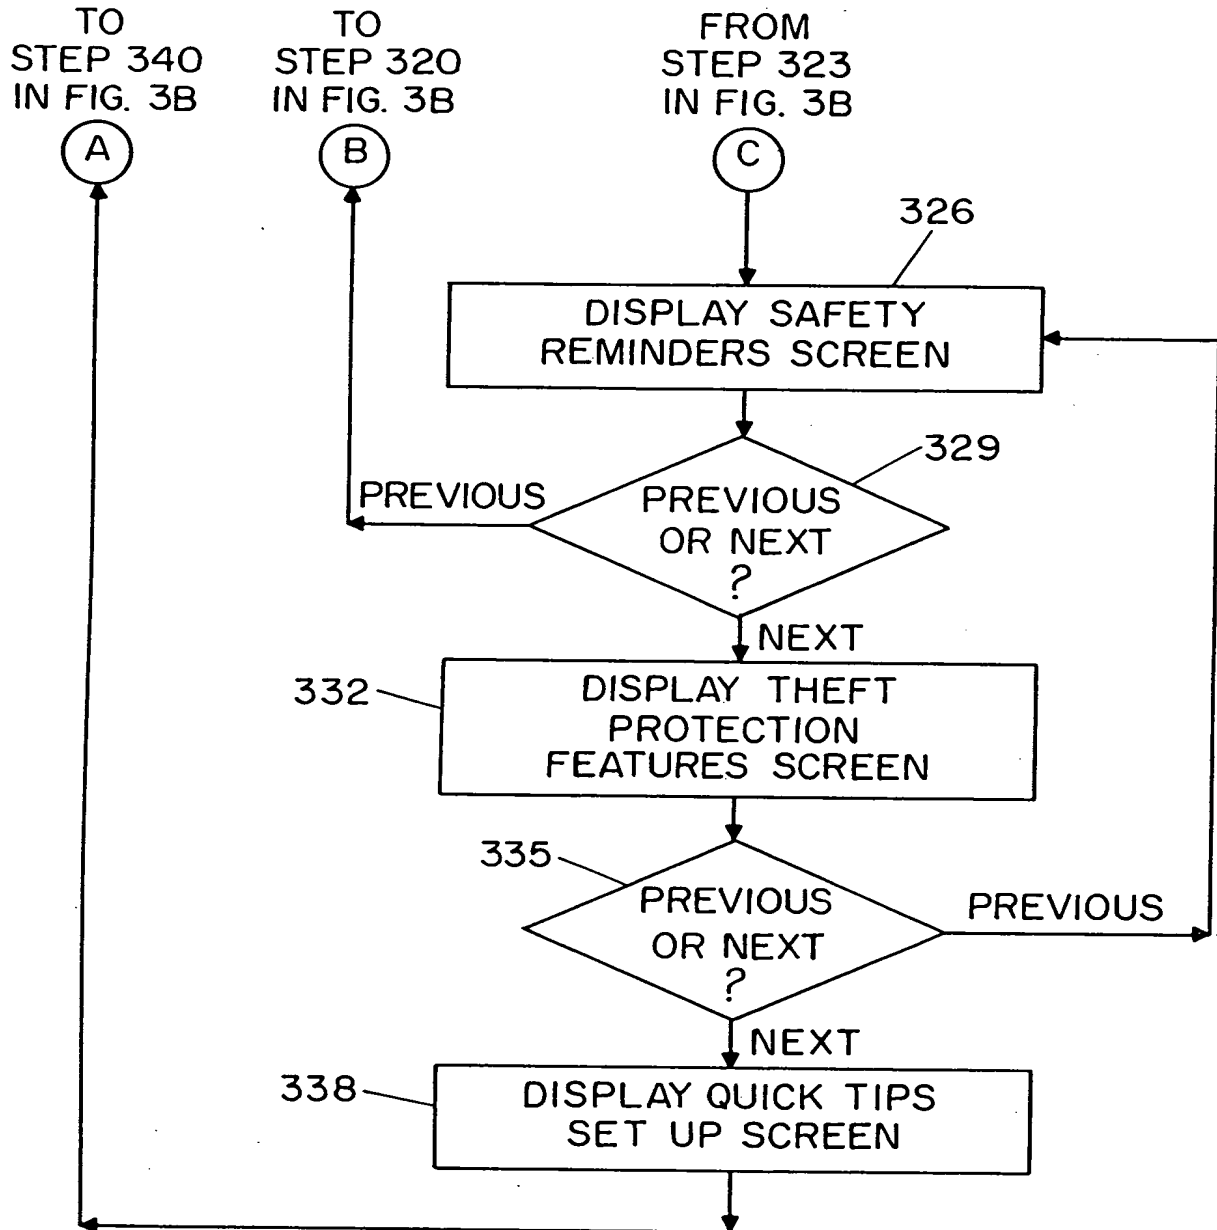 TO
STEP 340
IN FIG. 3B
A
TO
STEP 320
IN FIG. 3B
B
FROM
STEP 323
IN FIG. 3B
C
326
DISPLAY SAFETY
REMINDERS SCREEN
329
PREVIOUS
PREVIOUS
OR NEXT
?
NEXT
332
DISPLAY THEFT
PROTECTION
FEATURES SCREEN
335
PREVIOUS
OR NEXT
?
PREVIOUS
NEXT
338
DISPLAY QUICK TIPS
SET UP SCREEN